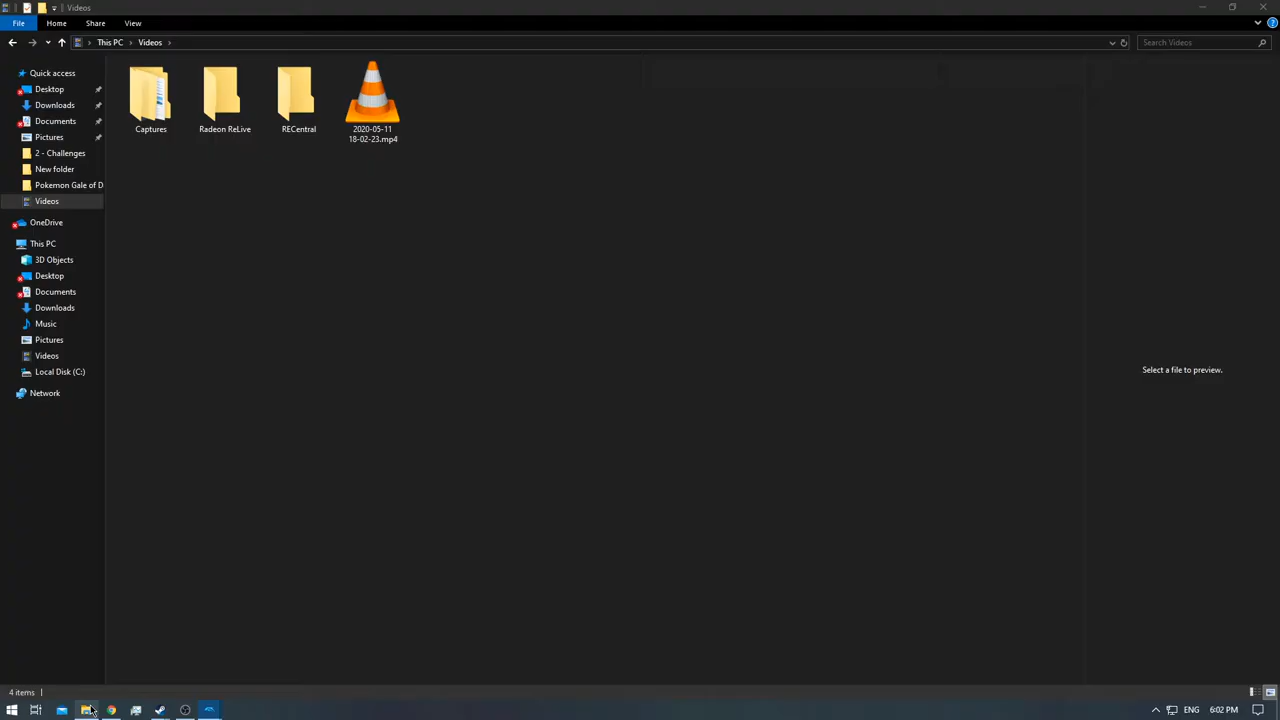 Videos
File Home Share View
This PC Videos Search Videos
Quick access
Desktop
Downloads
Documents
Pictures
2 - Challenges
New folder
Pokemon Gale of D
Videos
OneDrive
This PC
3D Objects
Desktop
Documents
Downloads
Music
Pictures
Videos
Local Disk (C:)
Network
Captures
Radeon ReLive
RECentral
2020-05-11
18-02-23.mp4
Select a file to preview.
4 items
ENG 6:02 PM